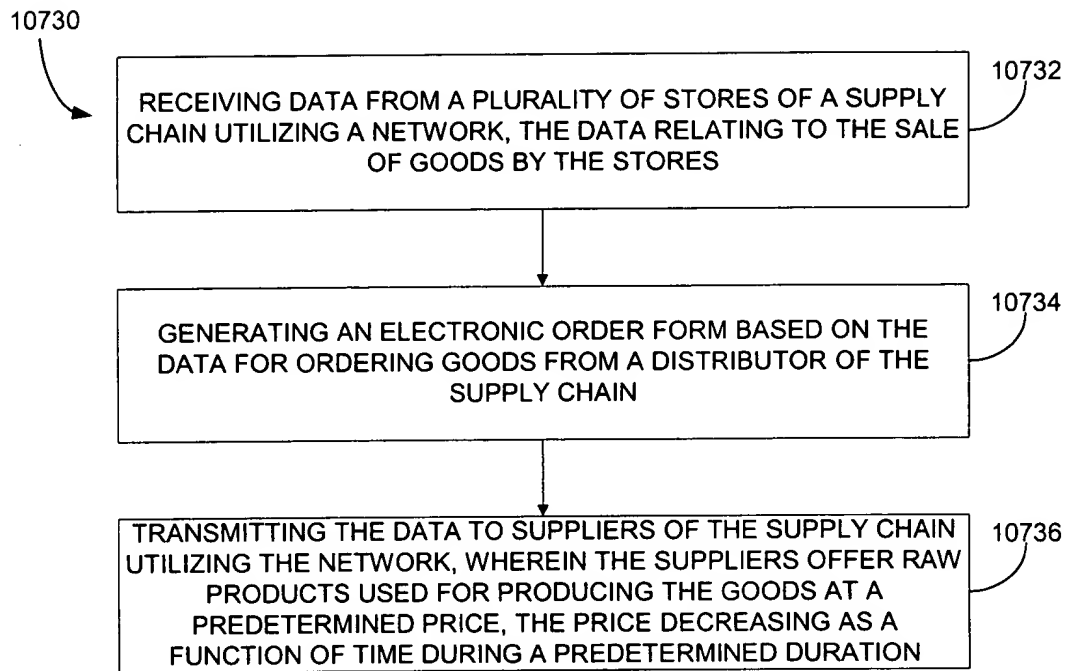 10730
10732
RECEIVING DATA FROM A PLURALITY OF STORES OF A SUPPLY
CHAIN UTILIZING A NETWORK, THE DATA RELATING TO THE SALE
OF GOODS BY THE STORES
10734
GENERATING AN ELECTRONIC ORDER FORM BASED ON THE
DATA FOR ORDERING GOODS FROM A DISTRIBUTOR OF THE
SUPPLY CHAIN
10736
TRANSMITTING THE DATA TO SUPPLIERS OF THE SUPPLY CHAIN
UTILIZING THE NETWORK, WHEREIN THE SUPPLIERS OFFER RAW
PRODUCTS USED FOR PRODUCING THE GOODS AT A
PREDETERMINED PRICE, THE PRICE DECREASING AS A
FUNCTION OF TIME DURING A PREDETERMINED DURATION